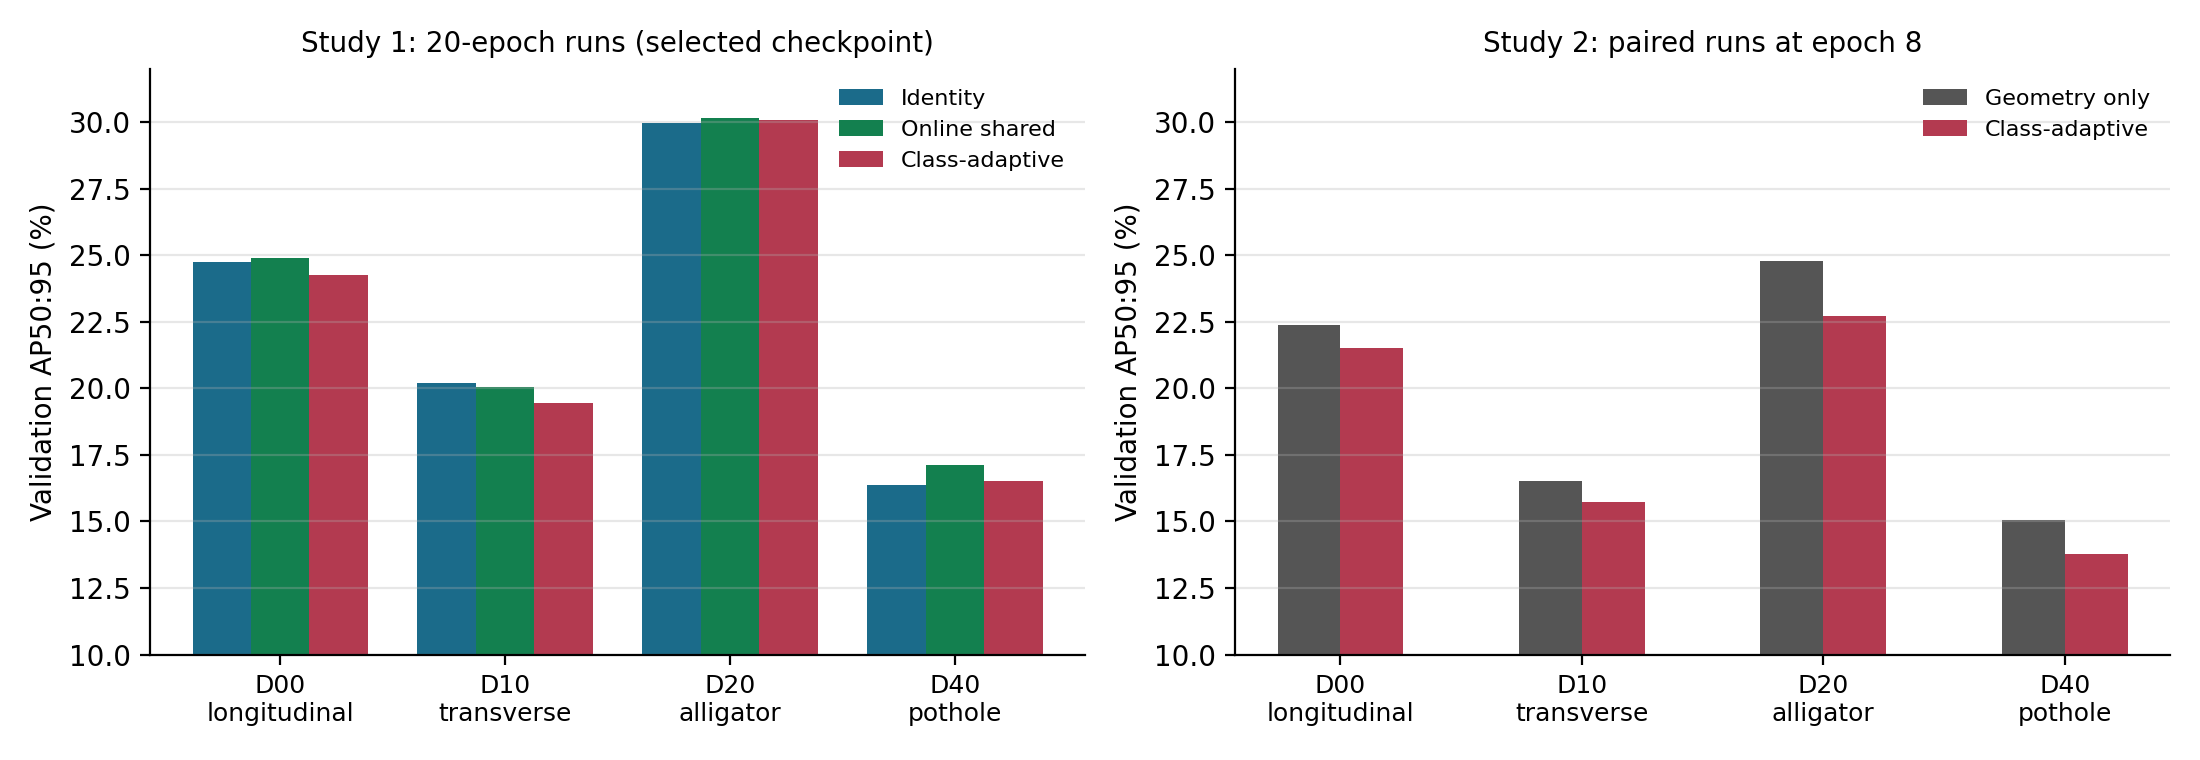 Study 1: 20-epoch runs (selected checkpoint)
Validation AP50:95 (%)
30.0
27.5
25.0
22.5
20.0
17.5
15.0
12.5
10.0
Identity
Online shared
Class-adaptive
D00
longitudinal
D10
transverse
D20
alligator
D40
pothole
Study 2: paired runs at epoch 8
Validation AP50:95 (%)
30.0
27.5
25.0
22.5
20.0
17.5
15.0
12.5
10.0
Geometry only
Class-adaptive
D00
longitudinal
D10
transverse
D20
alligator
D40
pothole